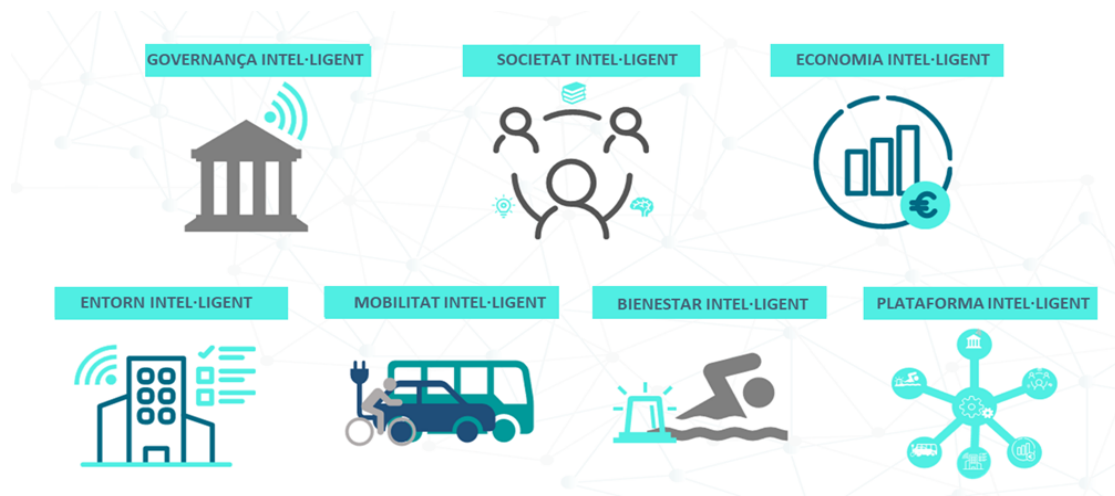 GOVERNANÇA INTEL·LIGENT
SOCIETAT INTEL·LIGENT
ECONOMIA INTEL·LIGENT
ENTORN INTEL·LIGENT
MOBILITAT INTEL·LIGENT
BIENESTAR INTEL·LIGENT
PLATAFORMA INTEL·LIGENT